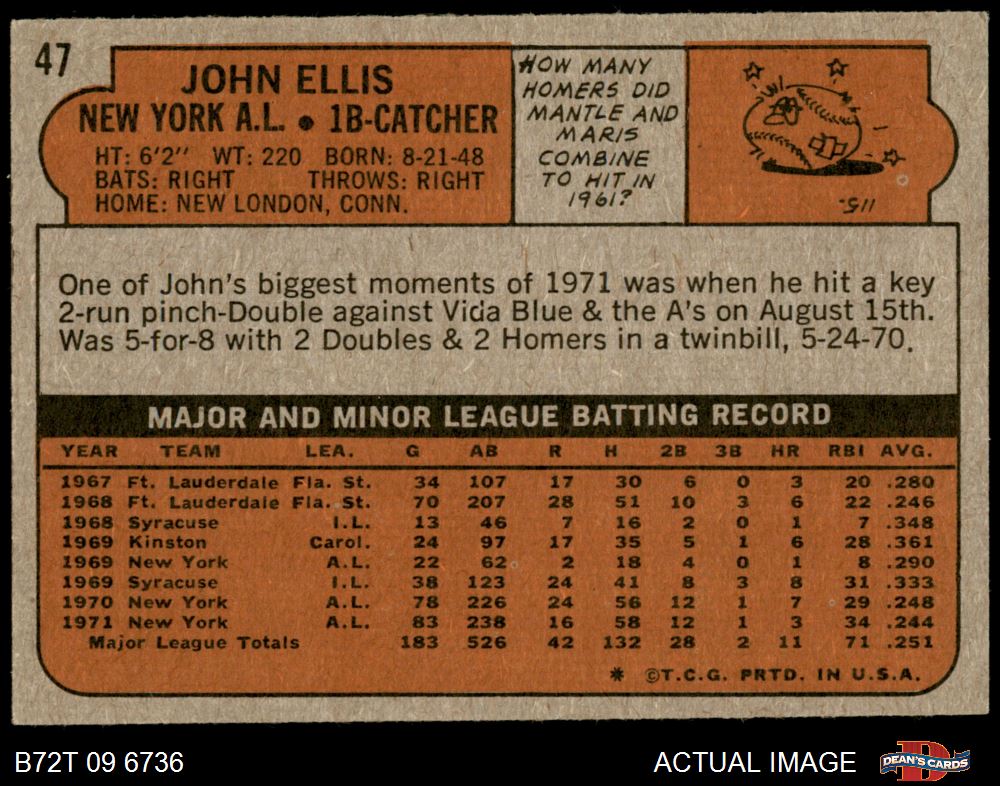 47
JOHN ELLIS
NEW YORK A.L. • 1B-CATCHER
HT: 6'2" WT: 220 BORN: 8-21-48
BATS: RIGHT THROWS: RIGHT
HOME: NEW LONDON, CONN.
HOW MANY
HOMERS DID
MANTLE AND
MARIS
COMBINE
TO HIT IN
1961?
115.
One of John's biggest moments of 1971 was when he hit a key
2-run pinch-Double against Vida Blue & the A's on August 15th.
Was 5-for-8 with 2 Doubles & 2 Homers in a twinbill, 5-24-70.
MAJOR AND MINOR LEAGUE BATTING RECORD
YEAR TEAM LEA. G AB R H 2B 3B HR RBI AVG.
1967 Ft. Lauderdale Fla. St. 34 107 17 30 6 0 3 20 .280
1968 Ft. Lauderdale Fla. St. 70 207 28 51 10 3 6 22 .246
1968 Syracuse I.L. 13 46 7 16 2 0 1 7 .348
1969 Kinston Carol. 24 97 17 35 5 1 6 28 .361
1969 New York A.L. 22 62 2 18 4 0 1 8 .290
1969 Syracuse I.L. 38 123 24 41 8 3 8 31 .333
1970 New York A.L. 78 226 24 56 12 1 7 29 .248
1971 New York A.L. 83 238 16 58 12 1 3 34 .244
Major League Totals 183 526 42 132 28 2 11 71 .251
* ©T.C.G. PRTD. IN U.S.A.
B72T 09 6736
ACTUAL IMAGE
D
DEAN'S CARDS